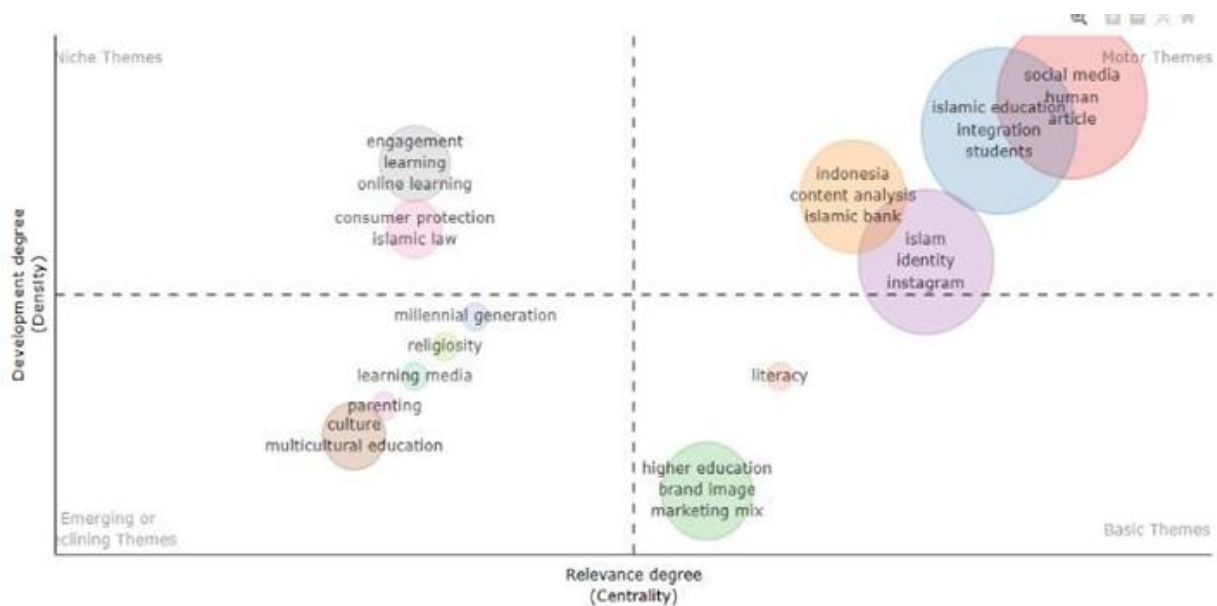 Niche Themes
Motor Themes
social media
human
article
islamic education
integration
students
engagement
learning
online learning
indonesia
content analysis
islamic bank
consumer protection
islamic law
islam
identity
instagram
Development degree
(Density)
millennial generation
religiosity
learning media
parenting
culture
multicultural education
literacy
higher education
brand image
marketing mix
Emerging or
eclining Themes
Basic Themes
Relevance degree
(Centrality)